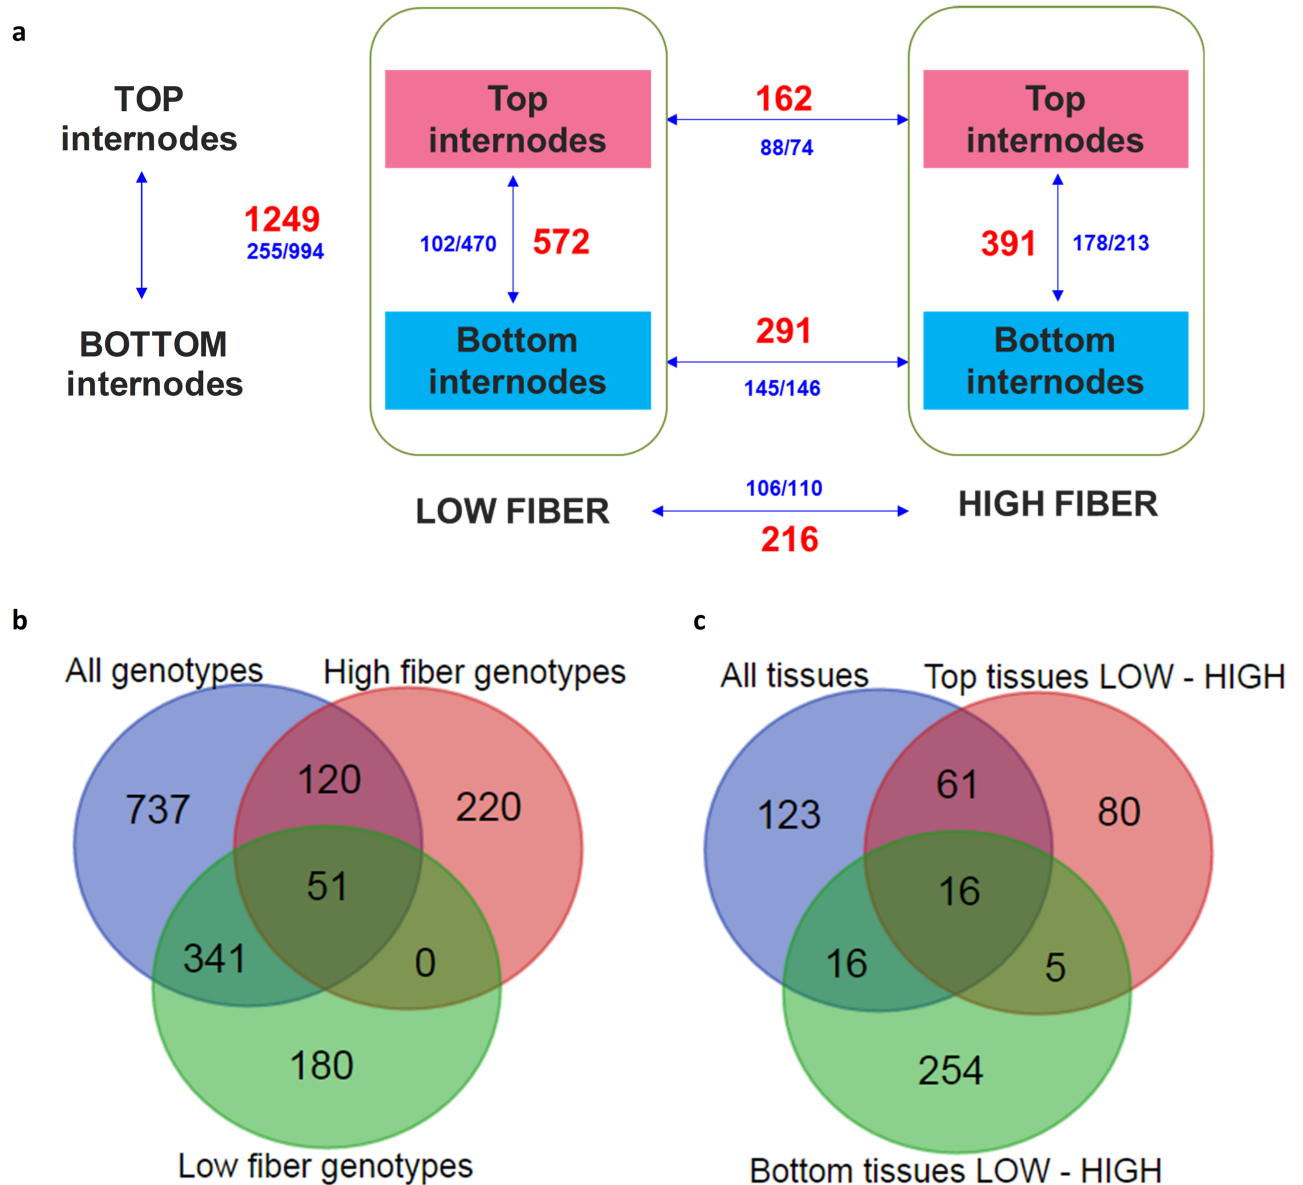 a
TOP
internodes
1249
255/994
BOTTOM
internodes
Top
internodes
102/470
572
Bottom
internodes
LOW FIBER
162
88/74
291
145/146
106/110
216
Top
internodes
391
178/213
Bottom
internodes
HIGH FIBER
b
All genotypes
High fiber genotypes
737
120
220
51
341
0
180
Low fiber genotypes
c
All tissues
Top tissues LOW - HIGH
123
61
80
16
16
5
254
Bottom tissues LOW - HIGH